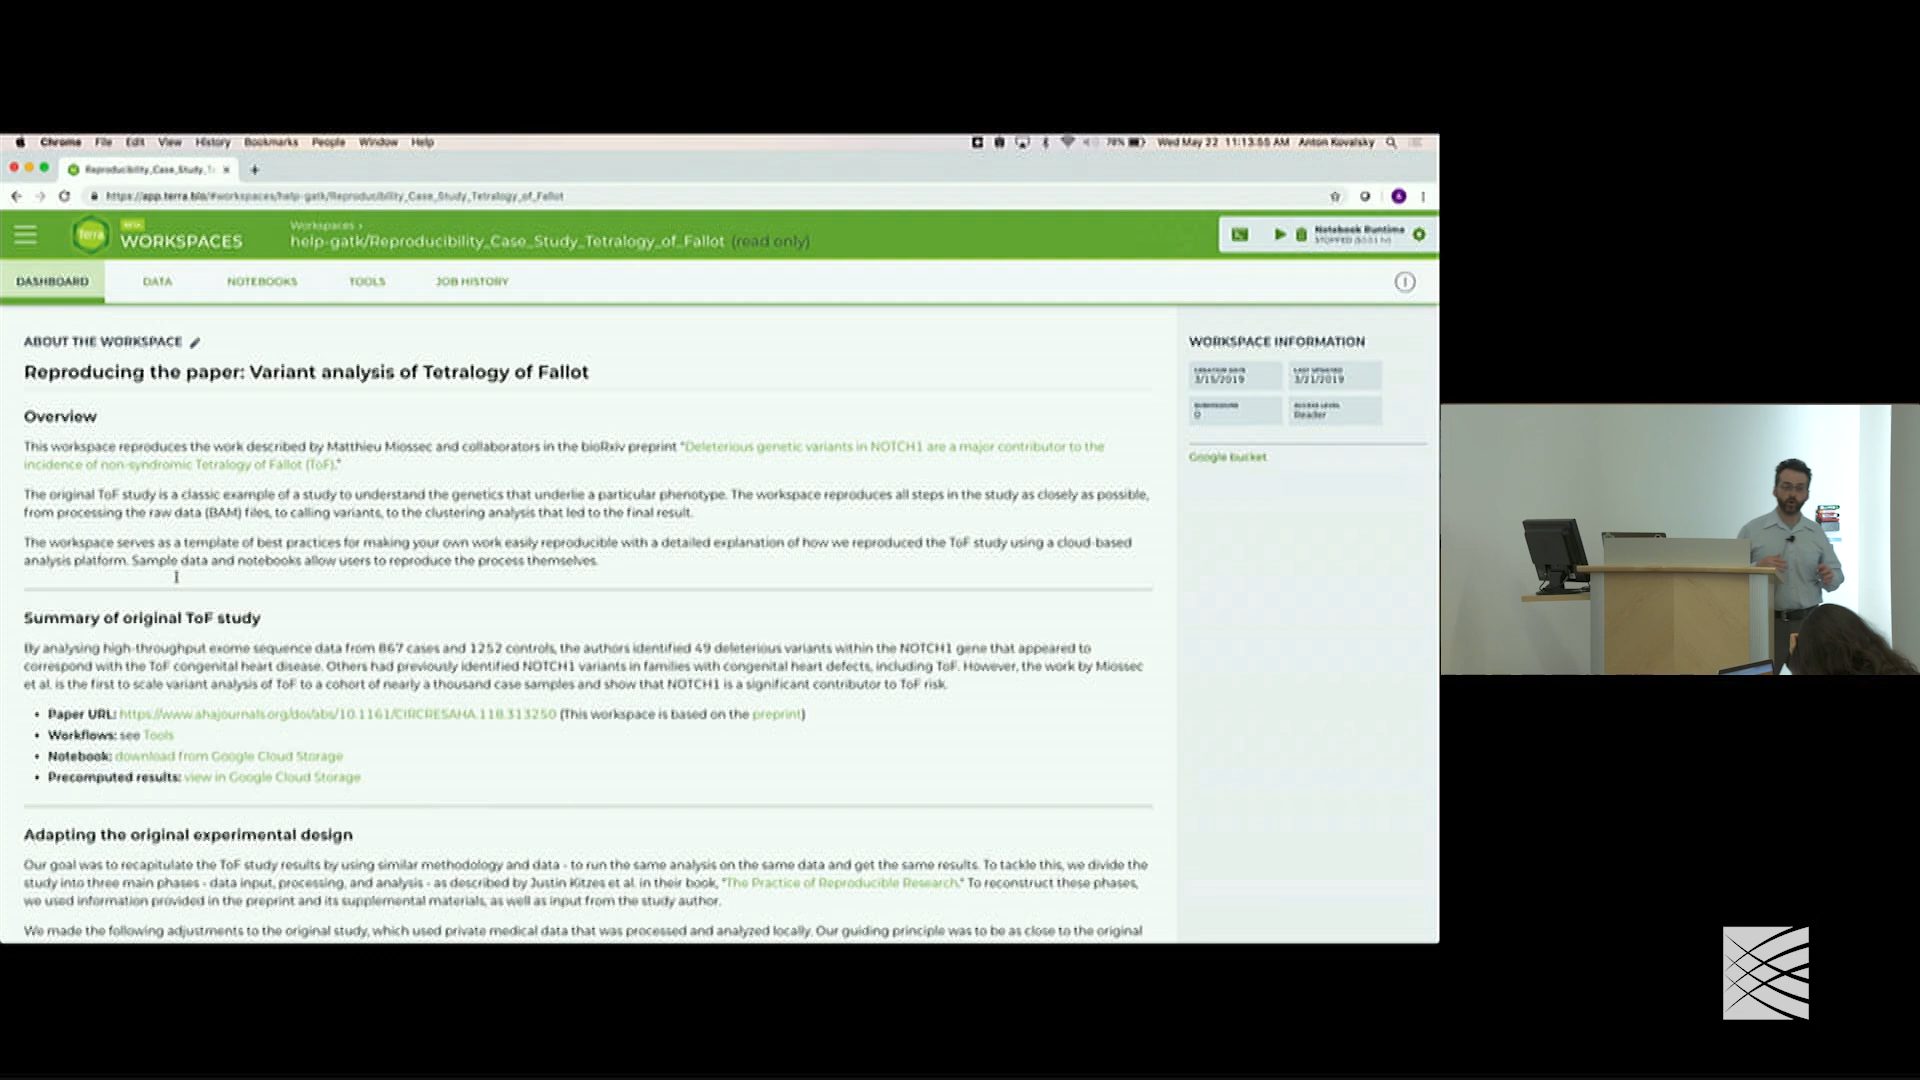 Chrome File Edit View History Bookmarks People Window Help 78% Wed May 22 11:13:55 AM Anton Kovalsky
Reproducibility_Case_Study_T
https://app.terra.bio/#workspaces/help-gatk/Reproducibility_Case_Study_Tetralogy_of_Fallot
terra BETA WORKSPACES
Workspaces ›
help-gatk/Reproducibility_Case_Study_Tetralogy_of_Fallot (read only)
Notebook Runtime
STOPPED
DASHBOARD DATA NOTEBOOKS TOOLS JOB HISTORY
ABOUT THE WORKSPACE
Reproducing the paper: Variant analysis of Tetralogy of Fallot
Overview
This workspace reproduces the work described by Matthieu Miossec and collaborators in the bioRxiv preprint "Deleterious genetic variants in NOTCH1 are a major contributor to the
incidence of non-syndromic Tetralogy of Fallot (ToF)."
The original ToF study is a classic example of a study to understand the genetics that underlie a particular phenotype. The workspace reproduces all steps in the study as closely as possible,
from processing the raw data (BAM) files, to calling variants, to the clustering analysis that led to the final result.
The workspace serves as a template of best practices for making your own work easily reproducible with a detailed explanation of how we reproduced the ToF study using a cloud-based
analysis platform. Sample data and notebooks allow users to reproduce the process themselves.
Summary of original ToF study
By analysing high-throughput exome sequence data from 867 cases and 1252 controls, the authors identified 49 deleterious variants within the NOTCH1 gene that appeared to
correspond with the ToF congenital heart disease. Others had previously identified NOTCH1 variants in families with congenital heart defects, including ToF. However, the work by Miossec
et al. is the first to scale variant analysis of ToF to a cohort of nearly a thousand case samples and show that NOTCH1 is a significant contributor to ToF risk.
• Paper URL: https://www.ahajournals.org/doi/abs/10.1161/CIRCRESAHA.118.313250 (This workspace is based on the preprint)
• Workflows: see Tools
• Notebook: download from Google Cloud Storage
• Precomputed results: view in Google Cloud Storage
Adapting the original experimental design
Our goal was to recapitulate the ToF study results by using similar methodology and data - to run the same analysis on the same data and get the same results. To tackle this, we divide the
study into three main phases - data input, processing, and analysis - as described by Justin Kitzes et al. in their book, "The Practice of Reproducible Research." To reconstruct these phases,
we used information provided in the preprint and its supplemental materials, as well as input from the study author.
We made the following adjustments to the original study, which used private medical data that was processed and analyzed locally. Our guiding principle was to be as close to the original
WORKSPACE INFORMATION
CREATION DATE
3/15/2019
LAST UPDATED
3/21/2019
SUBMISSIONS
0
ACCESS LEVEL
Reader
Google bucket